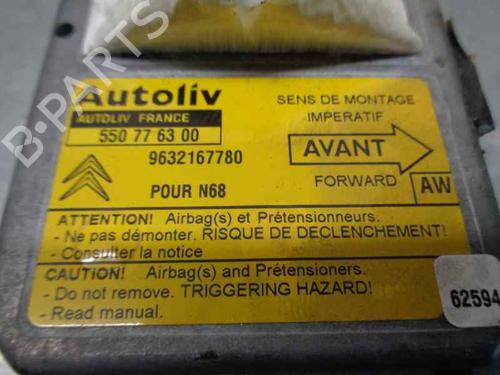 B-PARTS
Autoliv
AUTOLIV FRANCE
550 77 63 00
9632167780
POUR N68
SENS DE MONTAGE
IMPERATIF
AVANT
FORWARD
AW
ATTENTION! Airbag(s) et Prétensionneurs.
- Ne pas démonter. RISQUE DE DECLENCHEMENT!
- Consulter la notice
CAUTION! Airbag(s) and Prétensioners.
- Do not remove. TRIGGERING HAZARD!
- Read manual.
62594